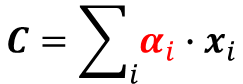 C = ∑ᵢ αᵢ · xᵢ